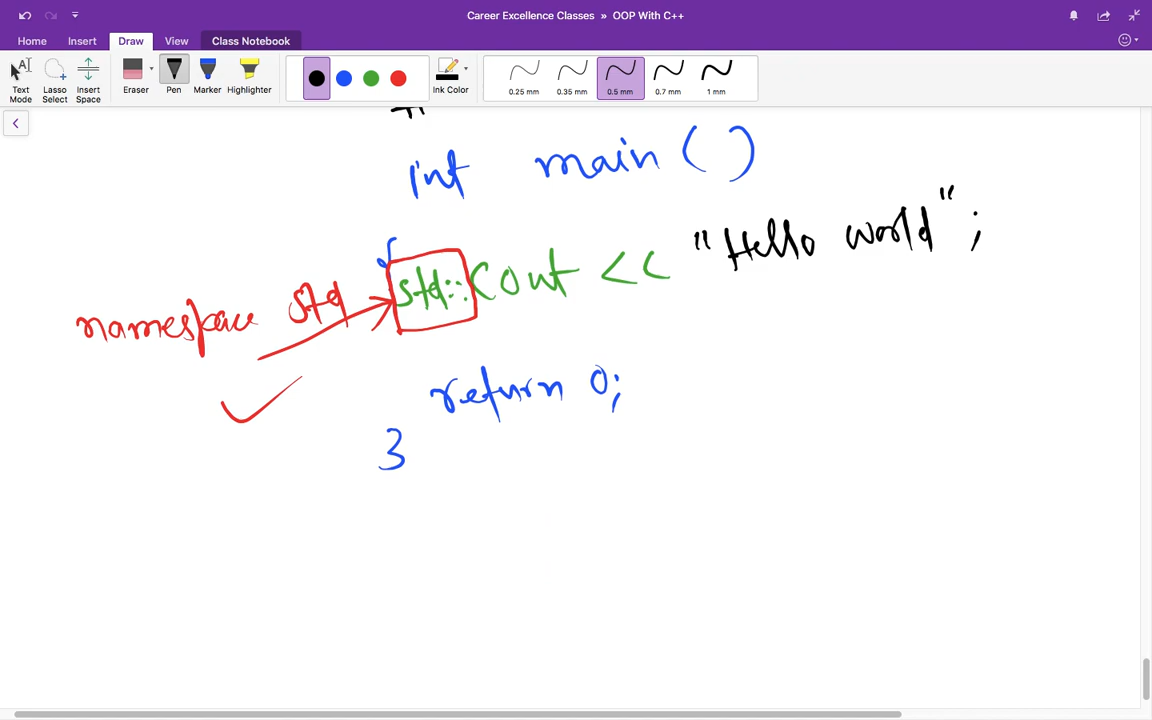 Career Excellence Classes » OOP With C++
Home Insert Draw View Class Notebook
Text Mode Lasso Select Insert Space Eraser Pen Marker Highlighter Ink Color 0.25 mm 0.35 mm 0.5 mm 0.7 mm 1 mm
int main ( )
{
std::cout << "Hello world";
namespace std
return 0;
}